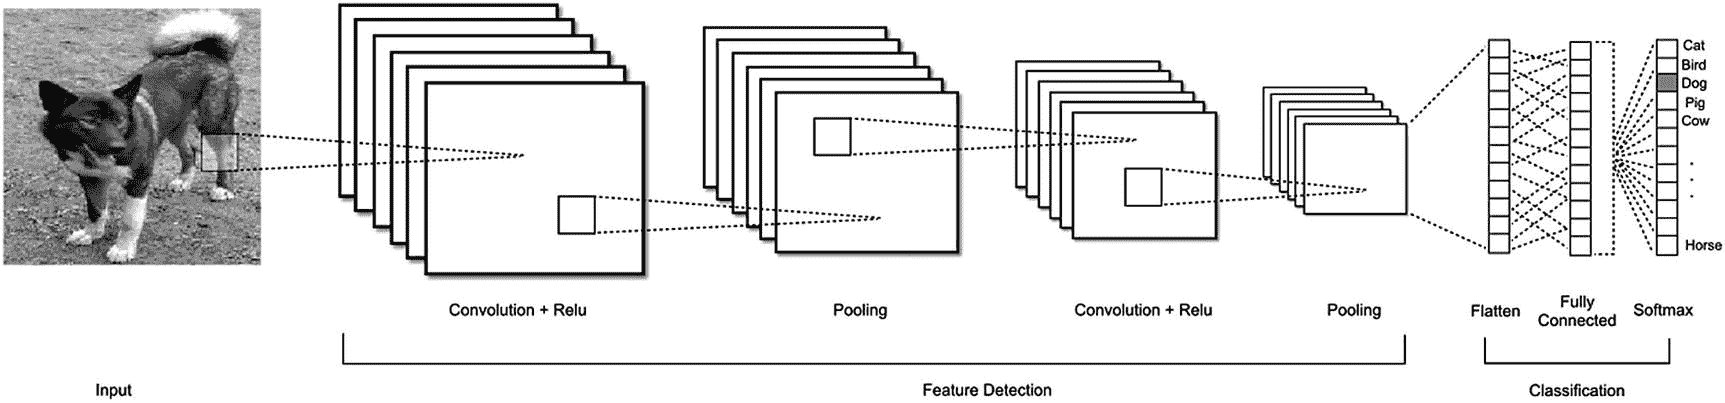 Cat
Bird
Dog
Pig
Cow
.
.
.
Horse
Convolution + Relu
Pooling
Convolution + Relu
Pooling
Flatten
Fully
Connected
Softmax
Input
Feature Detection
Classification